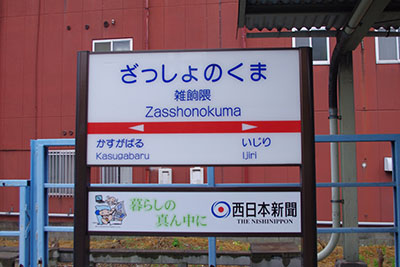 ざっしょのくま
雑餉隈
Zasshonokuma
かすがばる
Kasugabaru
いじり
Ijiri
暮らしの
真ん中に
西日本新聞
THE NISHINIPPON